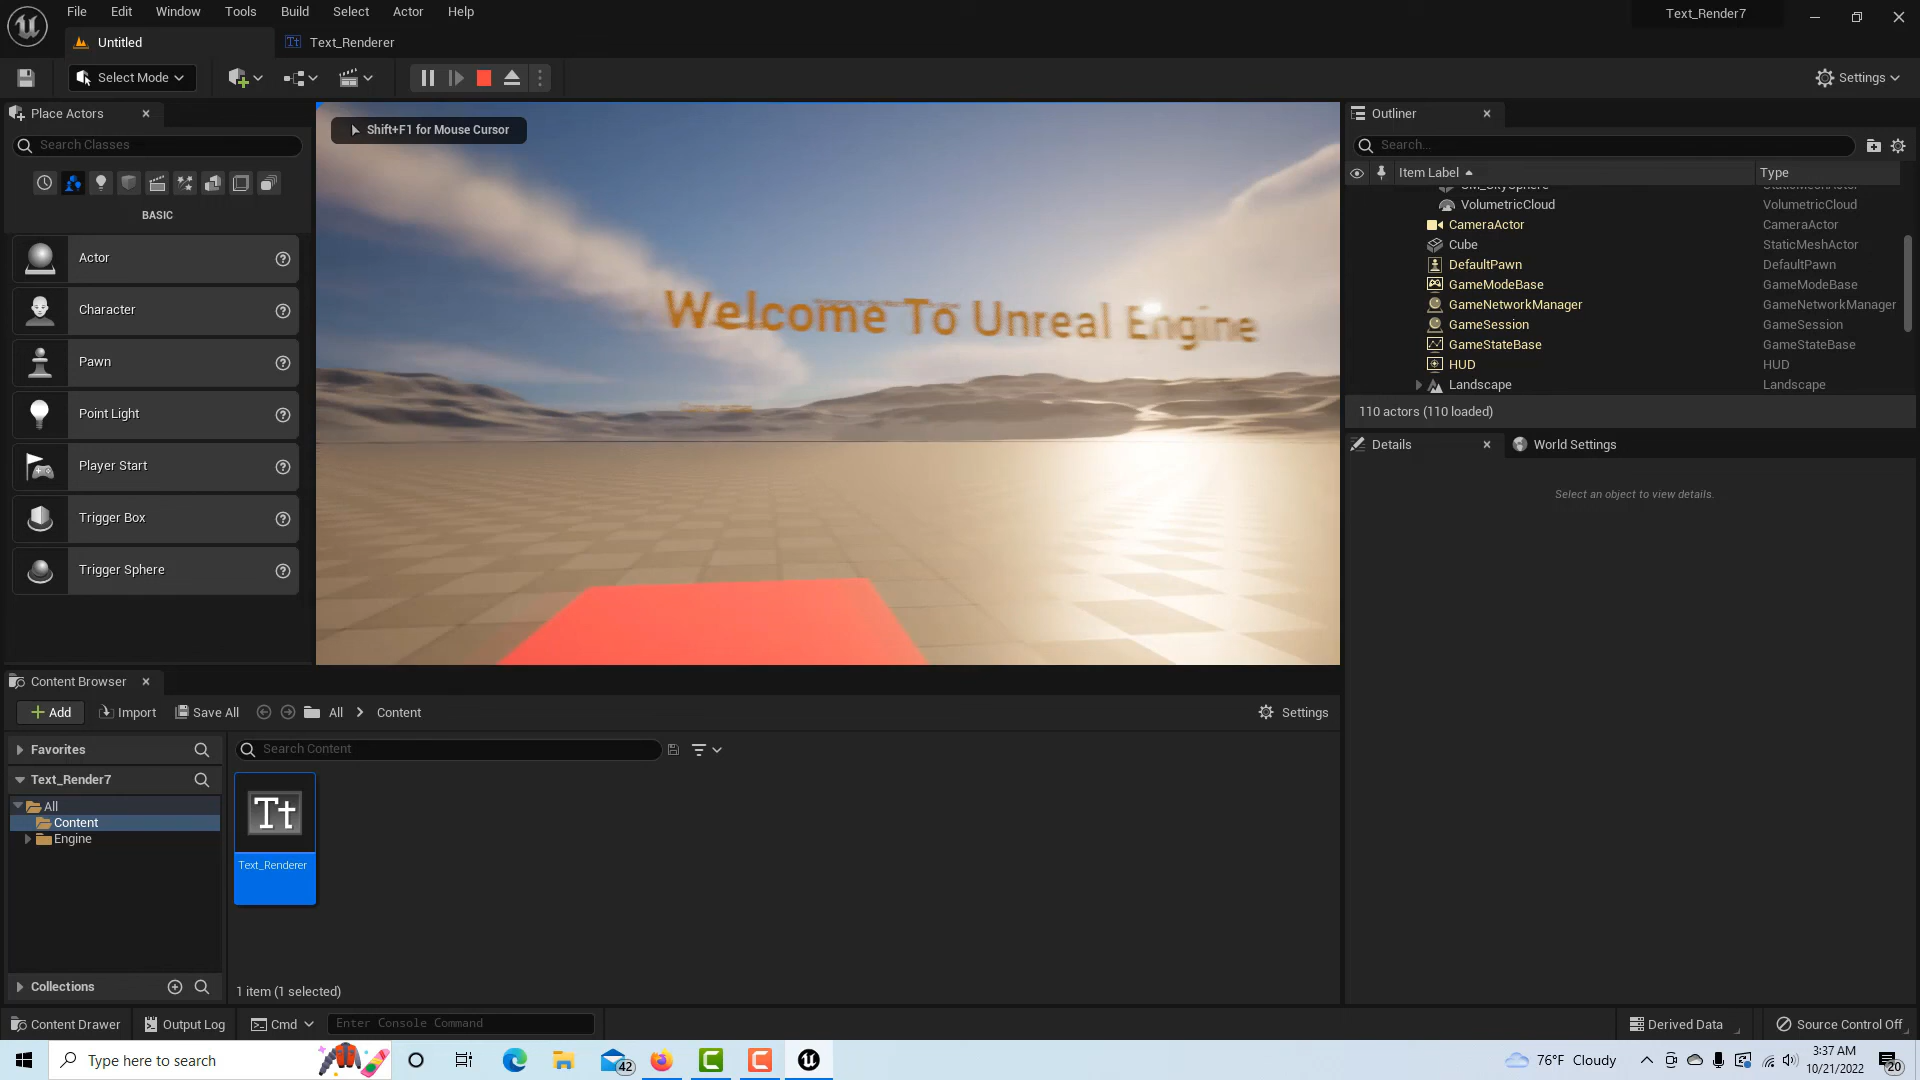 File Edit Window Tools Build Select Actor Help
Text_Render7
Untitled
Text_Renderer
Select Mode
Settings
Place Actors
Search Classes
BASIC
Actor
Character
Pawn
Point Light
Player Start
Trigger Box
Trigger Sphere
Shift+F1 for Mouse Cursor
Welcome To Unreal Engine
Outliner
Search...
Item Label Type
SM_SkySphere StaticMeshActor
VolumetricCloud VolumetricCloud
CameraActor CameraActor
Cube StaticMeshActor
DefaultPawn DefaultPawn
GameModeBase GameModeBase
GameNetworkManager GameNetworkManager
GameSession GameSession
GameStateBase GameStateBase
HUD HUD
Landscape Landscape
110 actors (110 loaded)
Details
World Settings
Select an object to view details.
Content Browser
Add Import Save All All Content Settings
Favorites
Search Content
Text_Render7
All
Content
Engine
Tt
Text_Renderer
Collections
1 item (1 selected)
Content Drawer Output Log Cmd Enter Console Command Derived Data Source Control Off
Type here to search
42
76°F Cloudy
3:37 AM
10/21/2022
20